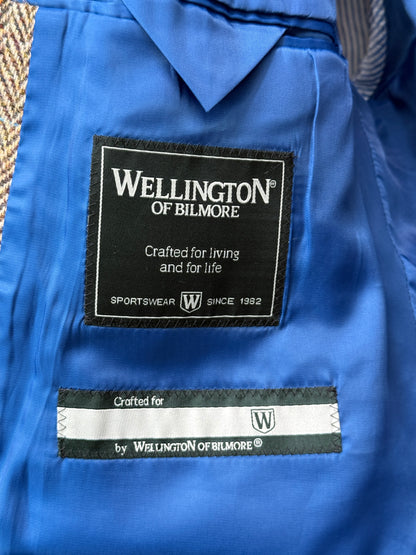 WELLINGTON®
OF BILMORE
Crafted for living
and for life
SPORTSWEAR W SINCE 1982
Crafted for
W
by WELLINGTON OF BILMORE®